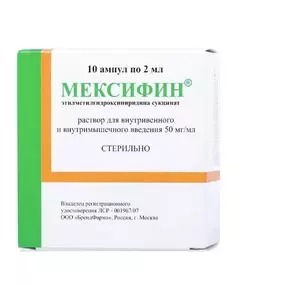 10 ампул по 2 мл
МЕКСИФИН®
этилметилгидроксипиридина сукцинат
раствор для внутривенного
и внутримышечного введения 50 мг/мл
СТЕРИЛЬНО
Владелец регистрационного
удостоверения ЛСР - 001967/07
ООО «БрендФарма», Россия, г. Москва